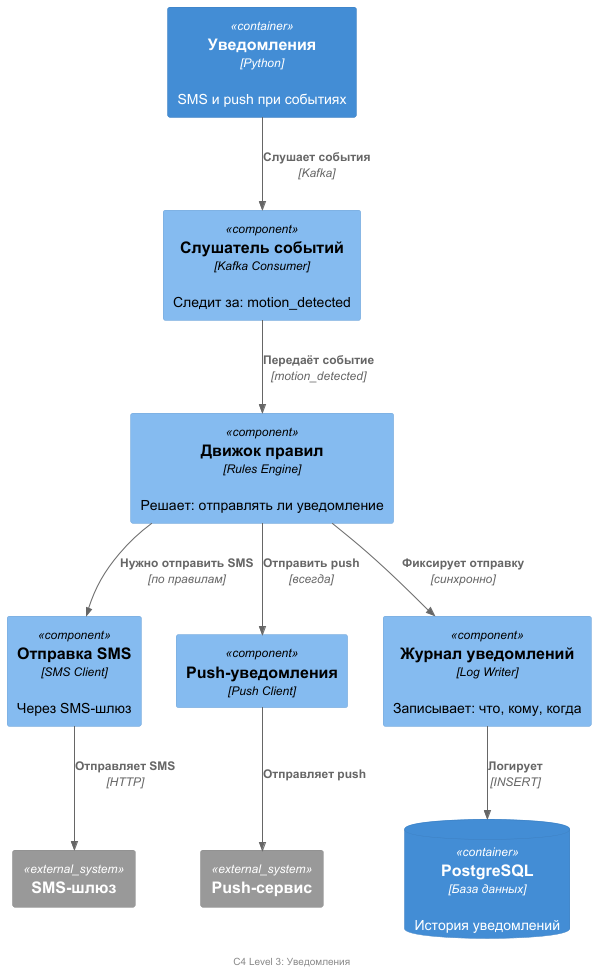 «container»
Уведомления
[Python]
SMS и push при событиях
Слушает события
[Kafka]
«component»
Слушатель событий
[Kafka Consumer]
Следит за: motion_detected
Передаёт событие
[motion_detected]
«component»
Движок правил
[Rules Engine]
Решает: отправлять ли уведомление
Нужно отправить SMS
[по правилам]
Отправить push
[всегда]
Фиксирует отправку
[синхронно]
«component»
Отправка SMS
[SMS Client]
Через SMS-шлюз
«component»
Push-уведомления
[Push Client]
«component»
Журнал уведомлений
[Log Writer]
Записывает: что, кому, когда
Отправляет SMS
[HTTP]
Отправляет push
Логирует
[INSERT]
«external_system»
SMS-шлюз
«external_system»
Push-сервис
«container»
PostgreSQL
[База данных]
История уведомлений
C4 Level 3: Уведомления